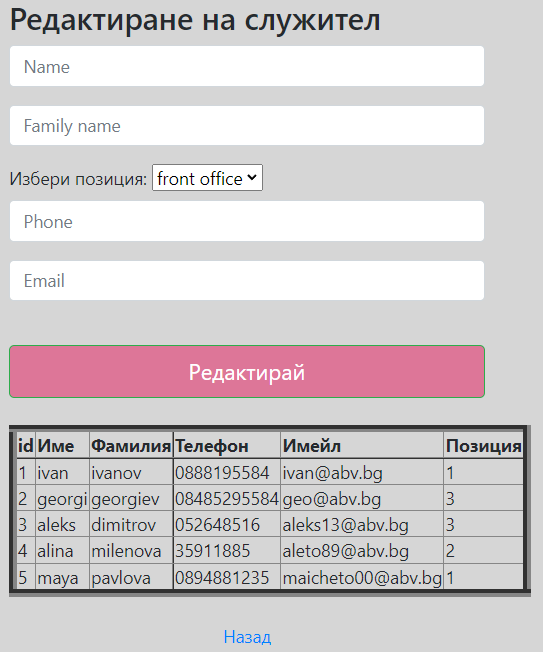 Редактиране на служител
Name
Family name
Избери позиция: front office
Phone
Email
Редактирай
id Име Фамилия Телефон Имейл Позиция
1 ivan ivanov 0888195584 ivan@abv.bg 1
2 georgi georgiev 08485295584 geo@abv.bg 3
3 aleks dimitrov 052648516 aleks13@abv.bg 3
4 alina milenova 35911885 aleto89@abv.bg 2
5 maya pavlova 0894881235 maicheto00@abv.bg 1
Назад